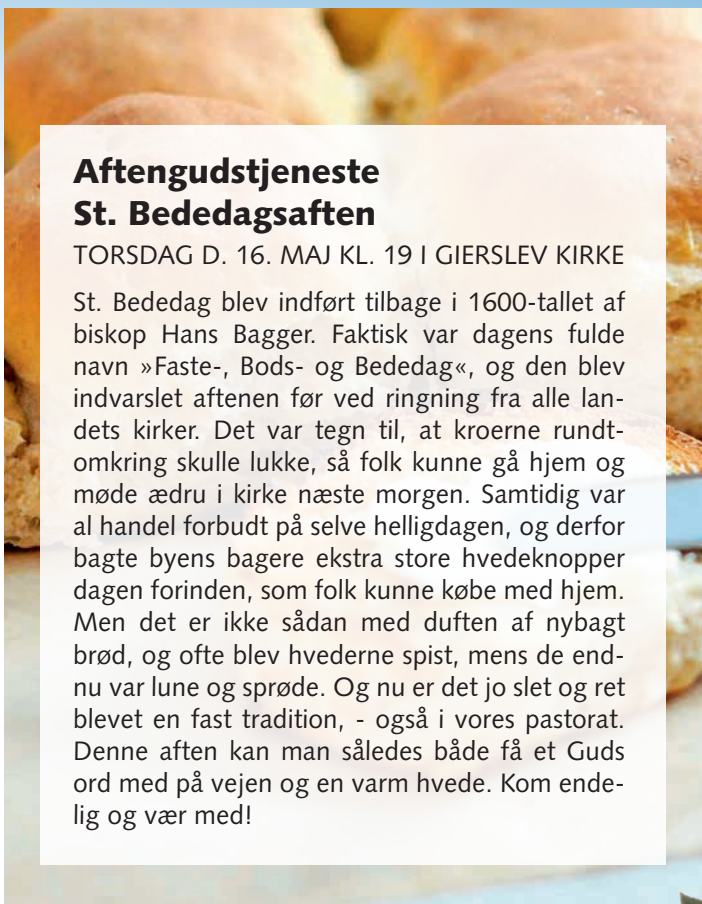 Aftengudstjeneste
St. Bededagsaften
TORSDAG D. 16. MAJ KL. 19 I GIERSLEV KIRKE
St. Bededag blev indført tilbage i 1600-tallet af
biskop Hans Bagger. Faktisk var dagens fulde
navn »Faste-, Bods- og Bededag«, og den blev
indvarslet aftenen før ved ringning fra alle lan-
dets kirker. Det var tegn til, at kroerne rundt-
omkring skulle lukke, så folk kunne gå hjem og
møde ædru i kirke næste morgen. Samtidig var
al handel forbudt på selve helligdagen, og derfor
bagte byens bagere ekstra store hvedeknopper
dagen forinden, som folk kunne købe med hjem.
Men det er ikke sådan med duften af nybagt
brød, og ofte blev hvederne spist, mens de end-
nu var lune og sprøde. Og nu er det jo slet og ret
blevet en fast tradition, - også i vores pastorat.
Denne aften kan man således både få et Guds
ord med på vejen og en varm hvede. Kom ende-
lig og vær med!